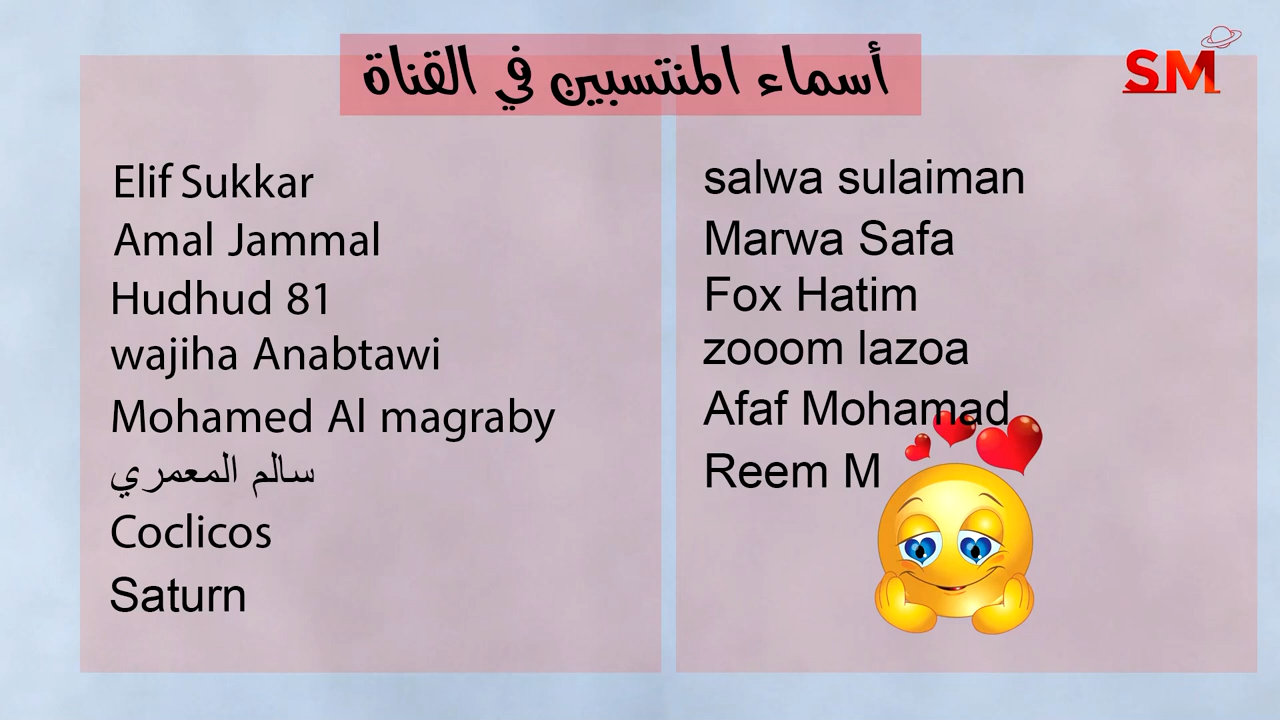 أسماء المنتسبين في القناة
SM
Elif Sukkar
Amal Jammal
Hudhud 81
wajiha Anabtawi
Mohamed Al magraby
سالم المعمري
Coclicos
Saturn
salwa sulaiman
Marwa Safa
Fox Hatim
zooom lazoa
Afaf Mohamad
Reem M